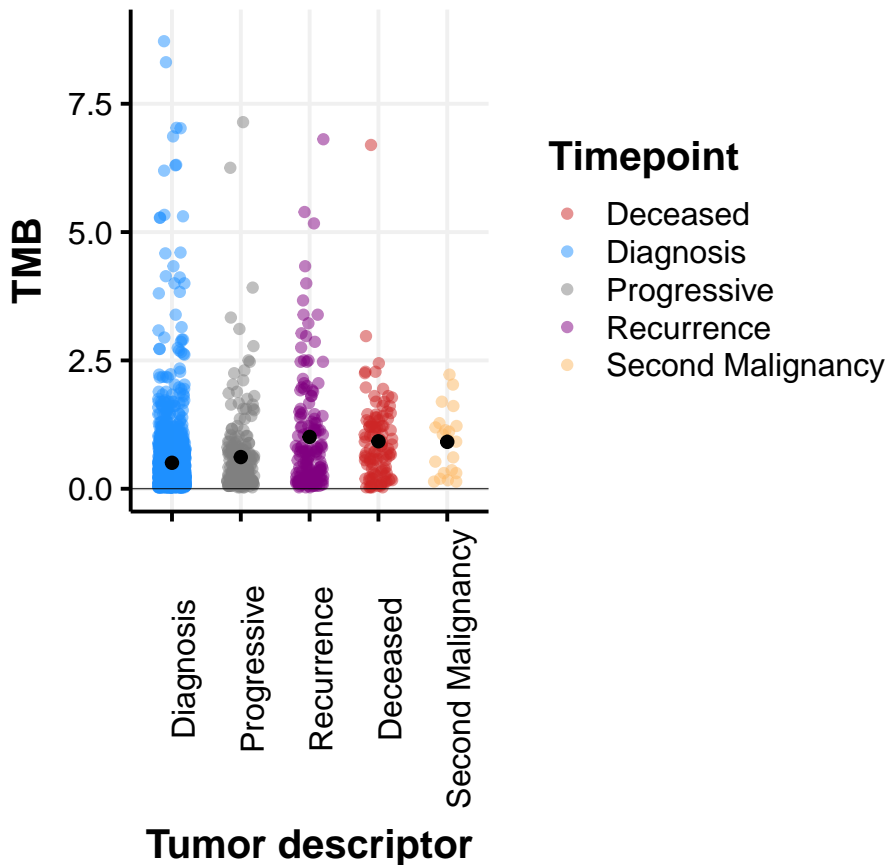 TMB
7.5
5.0
2.5
0.0
Diagnosis
Progressive
Recurrence
Deceased
Second Malignancy
Tumor descriptor
Timepoint
Deceased
Diagnosis
Progressive
Recurrence
Second Malignancy